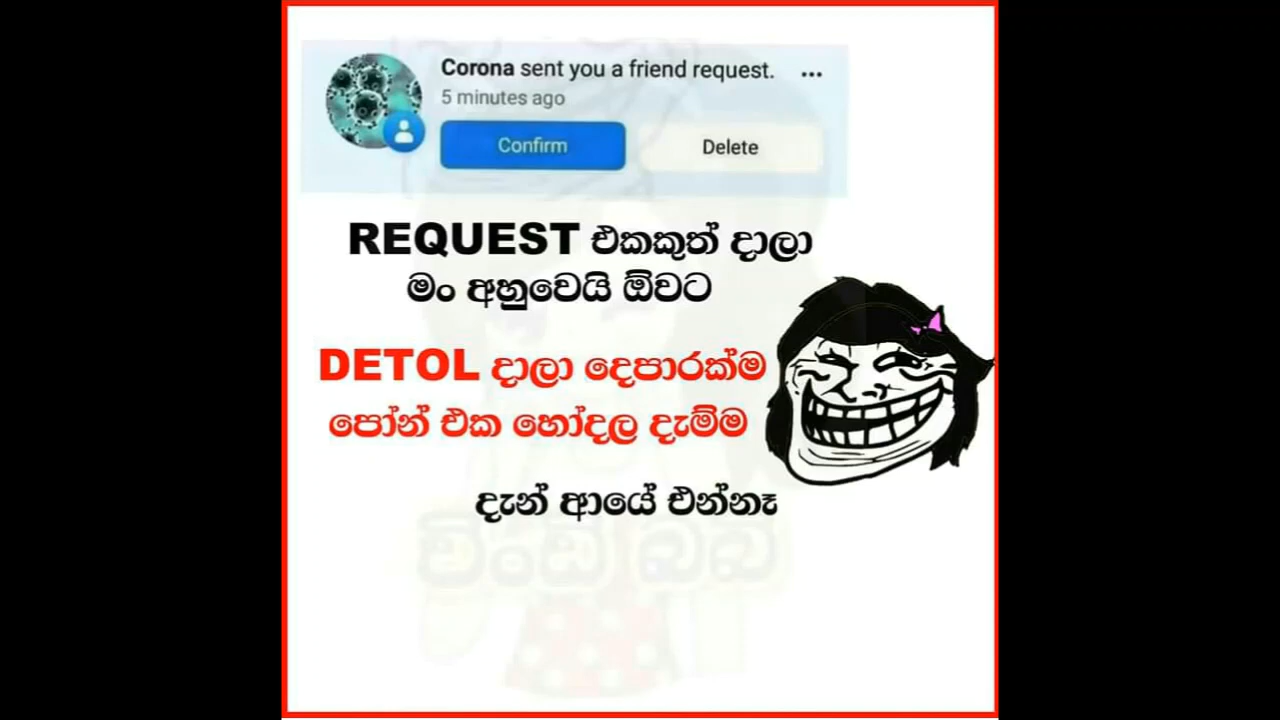 Corona sent you a friend request.
5 minutes ago
Confirm
Delete
REQUEST එකකුත් දාලා
මං අහුවෙයි ඕවට
DETOL දාලා දෙපාරක්ම
පෝන් එක හෝදල දැම්ම
දැන් ආයේ එන්නෑ